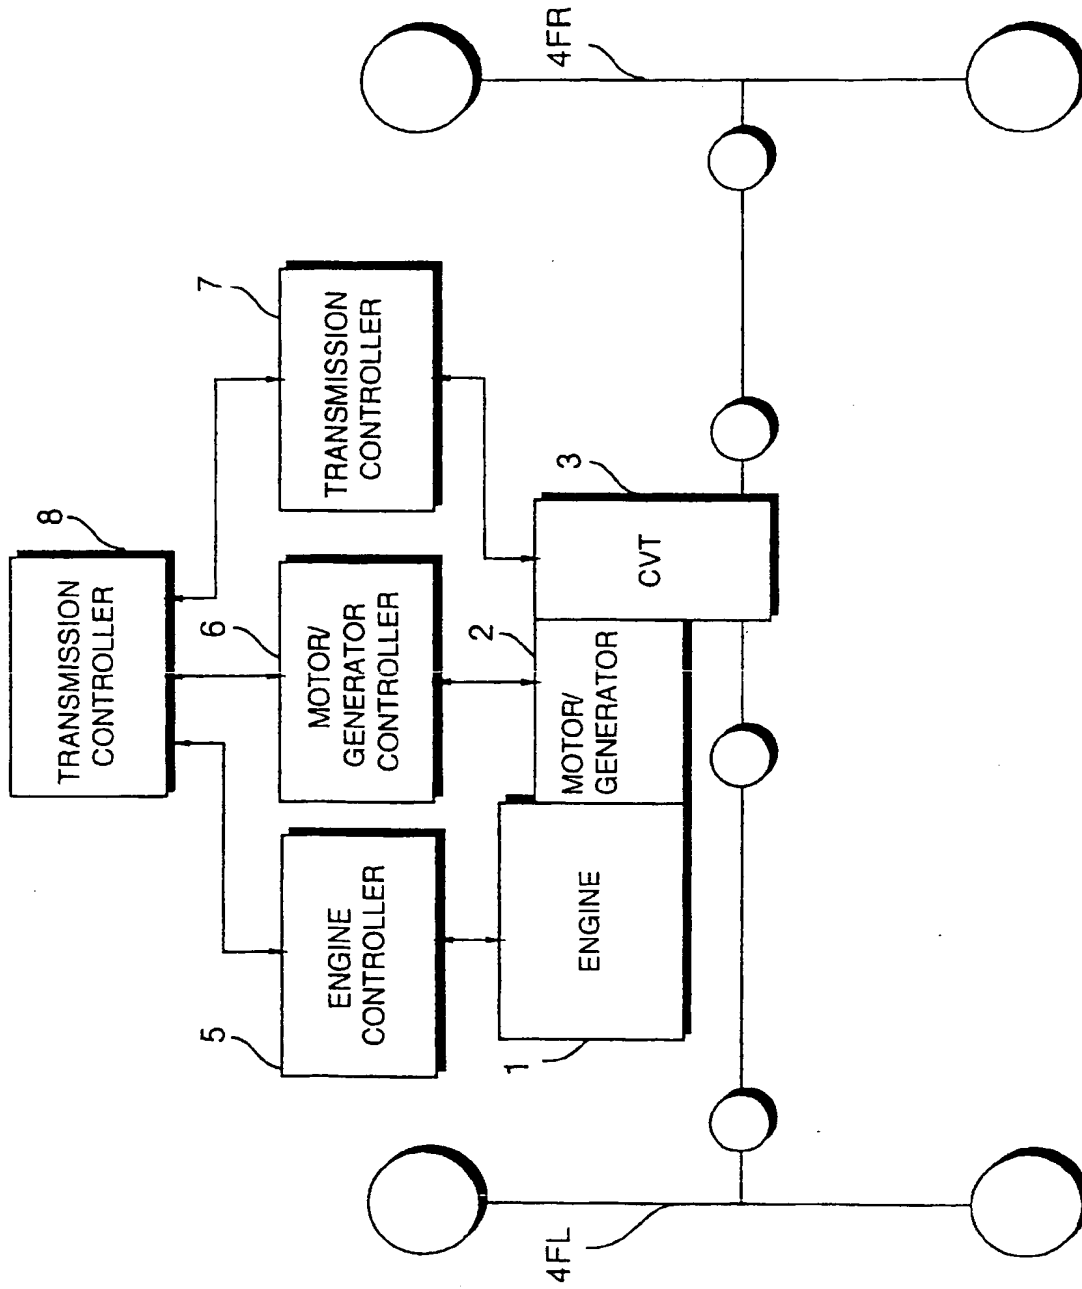 8
TRANSMISSION
CONTROLLER
5
ENGINE
CONTROLLER
6
MOTOR/
GENERATOR
CONTROLLER
7
TRANSMISSION
CONTROLLER
1
ENGINE
2
MOTOR/
GENERATOR
3
CVT
4FL
4FR